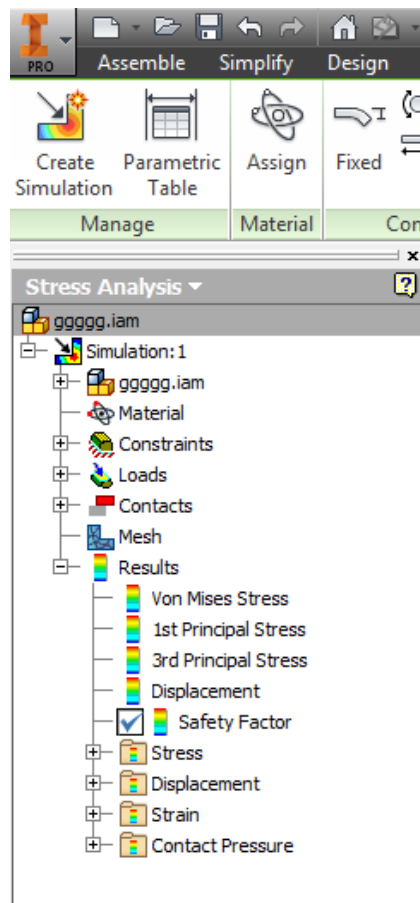 PRO
Assemble Simplify Design
Create Simulation
Parametric Table
Assign
Fixed
Manage Material Con
Stress Analysis
ggggg.iam
Simulation:1
ggggg.iam
Material
Constraints
Loads
Contacts
Mesh
Results
Von Mises Stress
1st Principal Stress
3rd Principal Stress
Displacement
Safety Factor
Stress
Displacement
Strain
Contact Pressure